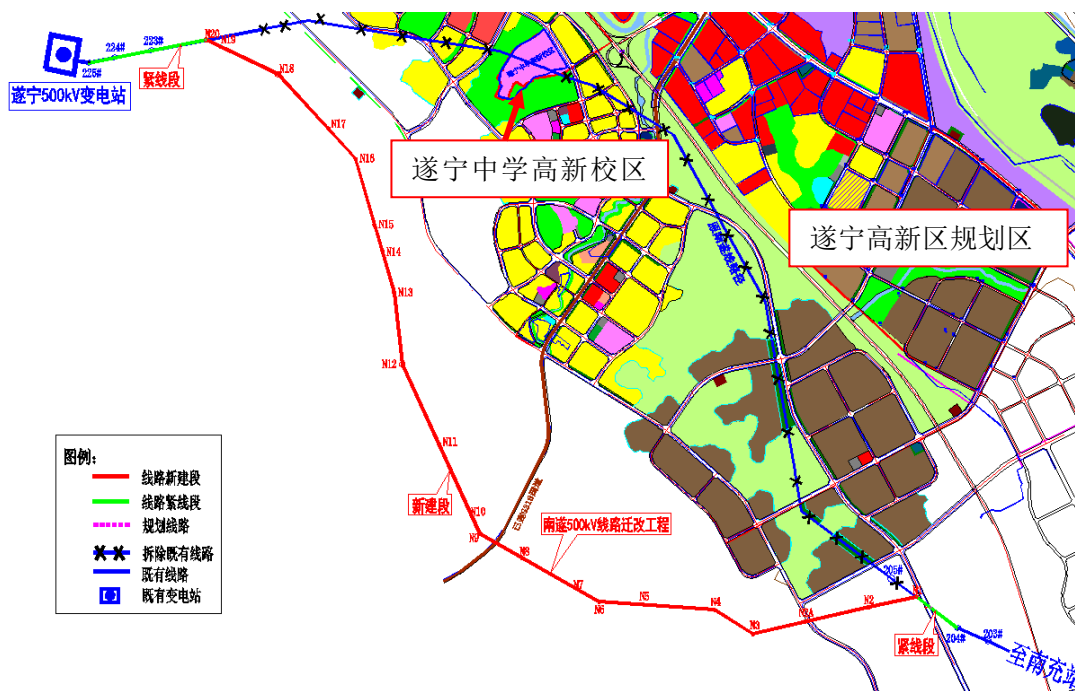 224#
223#
225#
遂宁500kV变电站
紧线段
N20
N19
N18
N17
N16
N15
N14
N13
N12
N11
N10
N9
N8
N7
N6
N5
N4
N3
N2A
N2
遂宁中学高新校区
遂宁高新区规划区
新建段
南遂500kV线路迁改工程
205#
紧线段
204#
203#
至南充站
图例：
线路新建段
线路紧线段
规划线路
拆除既有线路
既有线路
既有变电站